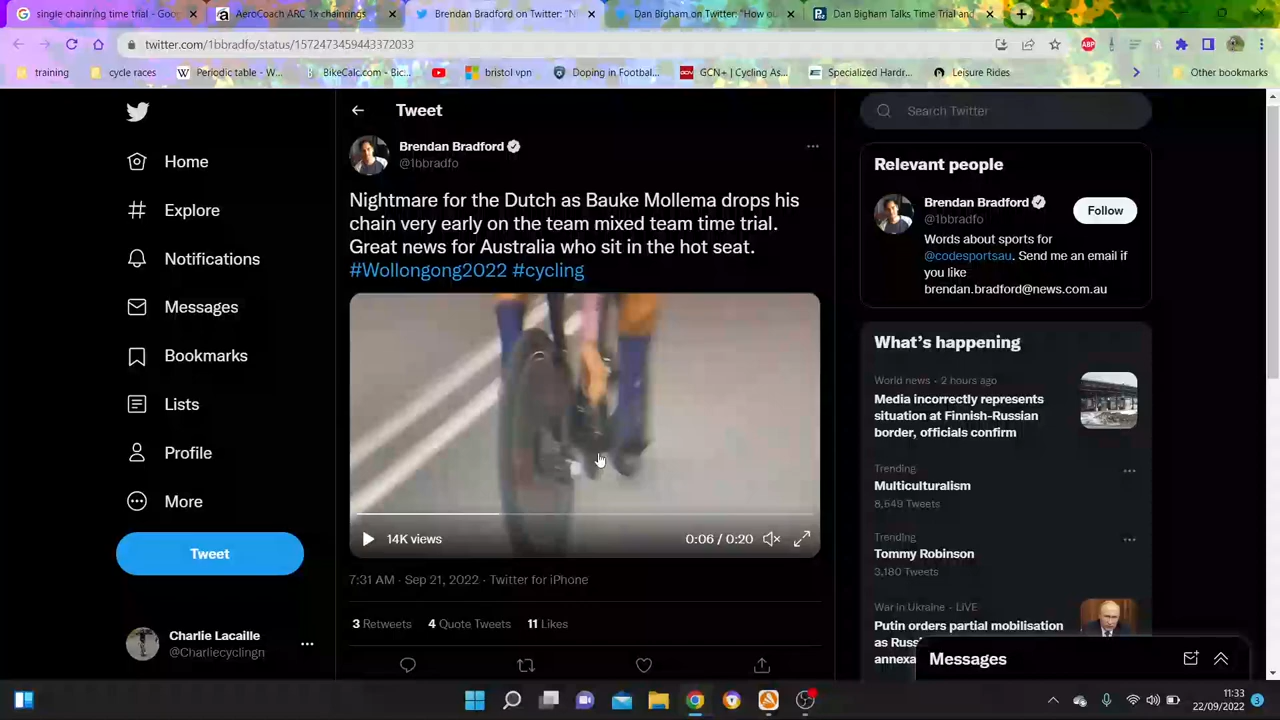 single chainring time trial - Goo
AeroCoach ARC 1x chainrings
Brendan Bradford on Twitter: "N
Dan Bigham on Twitter: "How ou
Dan Bigham Talks Time Trial and
twitter.com/1bbradfo/status/1572473459443372033
training
cycle races
Periodic table - W...
BikeCalc.com - Bic...
bristol vpn
Doping in Footbal...
GCN+ | Cycling As...
Specialized Hardr...
Leisure Rides
Other bookmarks
Tweet
Search Twitter
Home
Explore
Notifications
Messages
Bookmarks
Lists
Profile
More
Tweet
Charlie Lacaille
@Charliecyclingn
Brendan Bradford
@1bbradfo
Nightmare for the Dutch as Bauke Mollema drops his
chain very early on the team mixed team time trial.
Great news for Australia who sit in the hot seat.
#Wollongong2022 #cycling
14K views
0:06 / 0:20
7:31 AM · Sep 21, 2022 · Twitter for iPhone
3 Retweets 4 Quote Tweets 11 Likes
Relevant people
Brendan Bradford
@1bbradfo
Follow
Words about sports for
@codesportsau. Send me an email if
you like
brendan.bradford@news.com.au
What's happening
World news · 2 hours ago
Media incorrectly represents
situation at Finnish-Russian
border, officials confirm
Trending
Multiculturalism
8,549 Tweets
Trending
Tommy Robinson
3,180 Tweets
War in Ukraine · LIVE
Putin orders partial mobilisation
as Rus
annexa
Messages
11:33
22/09/2022
3